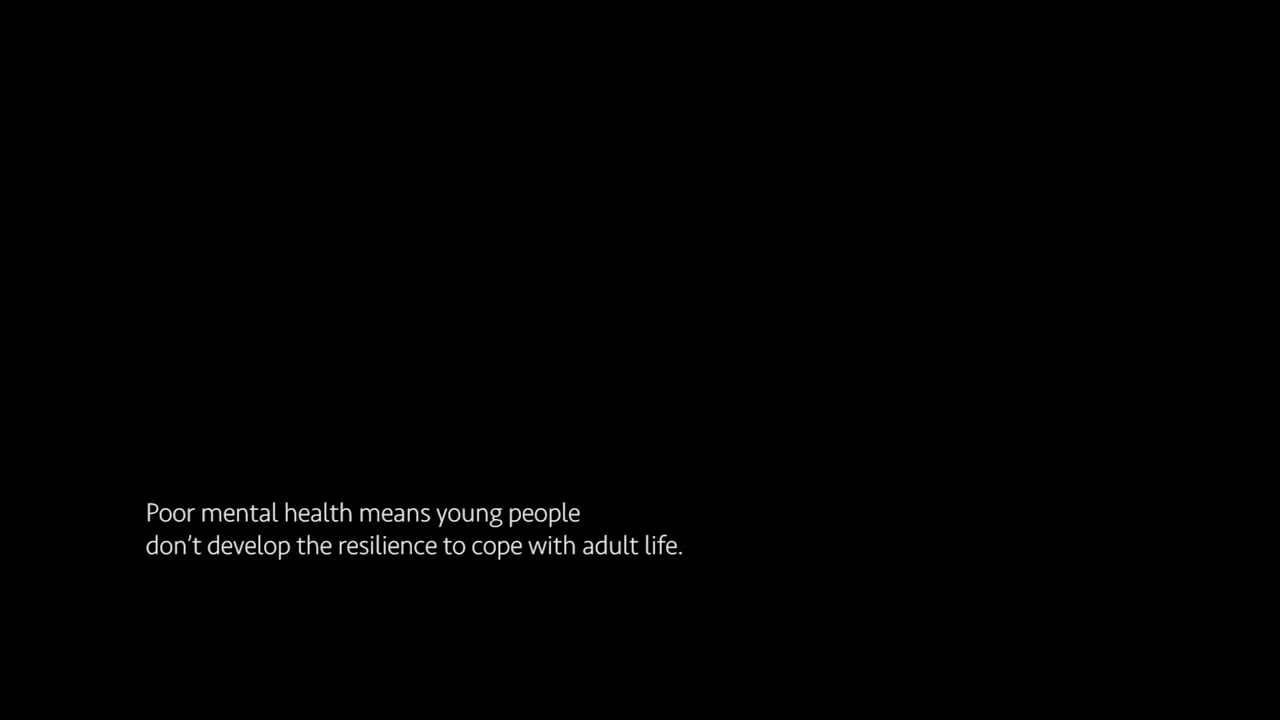 Poor mental health means young people
don’t develop the resilience to cope with adult life.